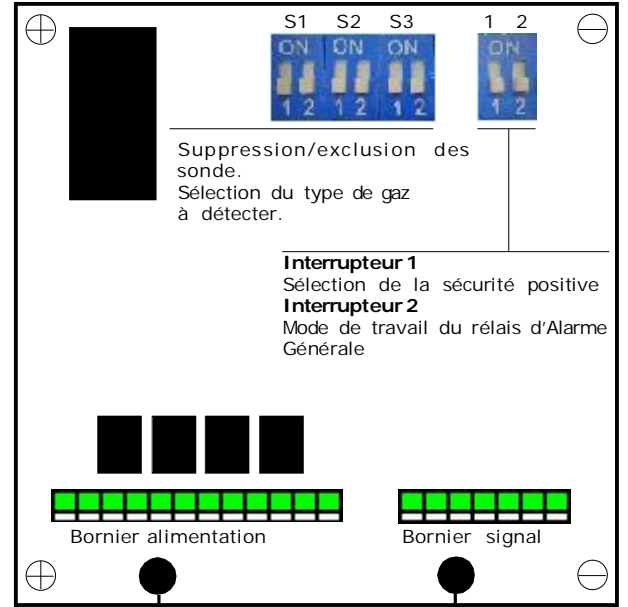 S1 S2 S3 1 2
ON ON ON ON
1 2 1 2 1 2 1 2
Suppression/exclusion des
sonde.
Sélection du type de gaz
à détecter.
Interrupteur 1
Sélection de la sécurité positive
Interrupteur 2
Mode de travail du rélais d'Alarme
Générale
Bornier alimentation Bornier signal